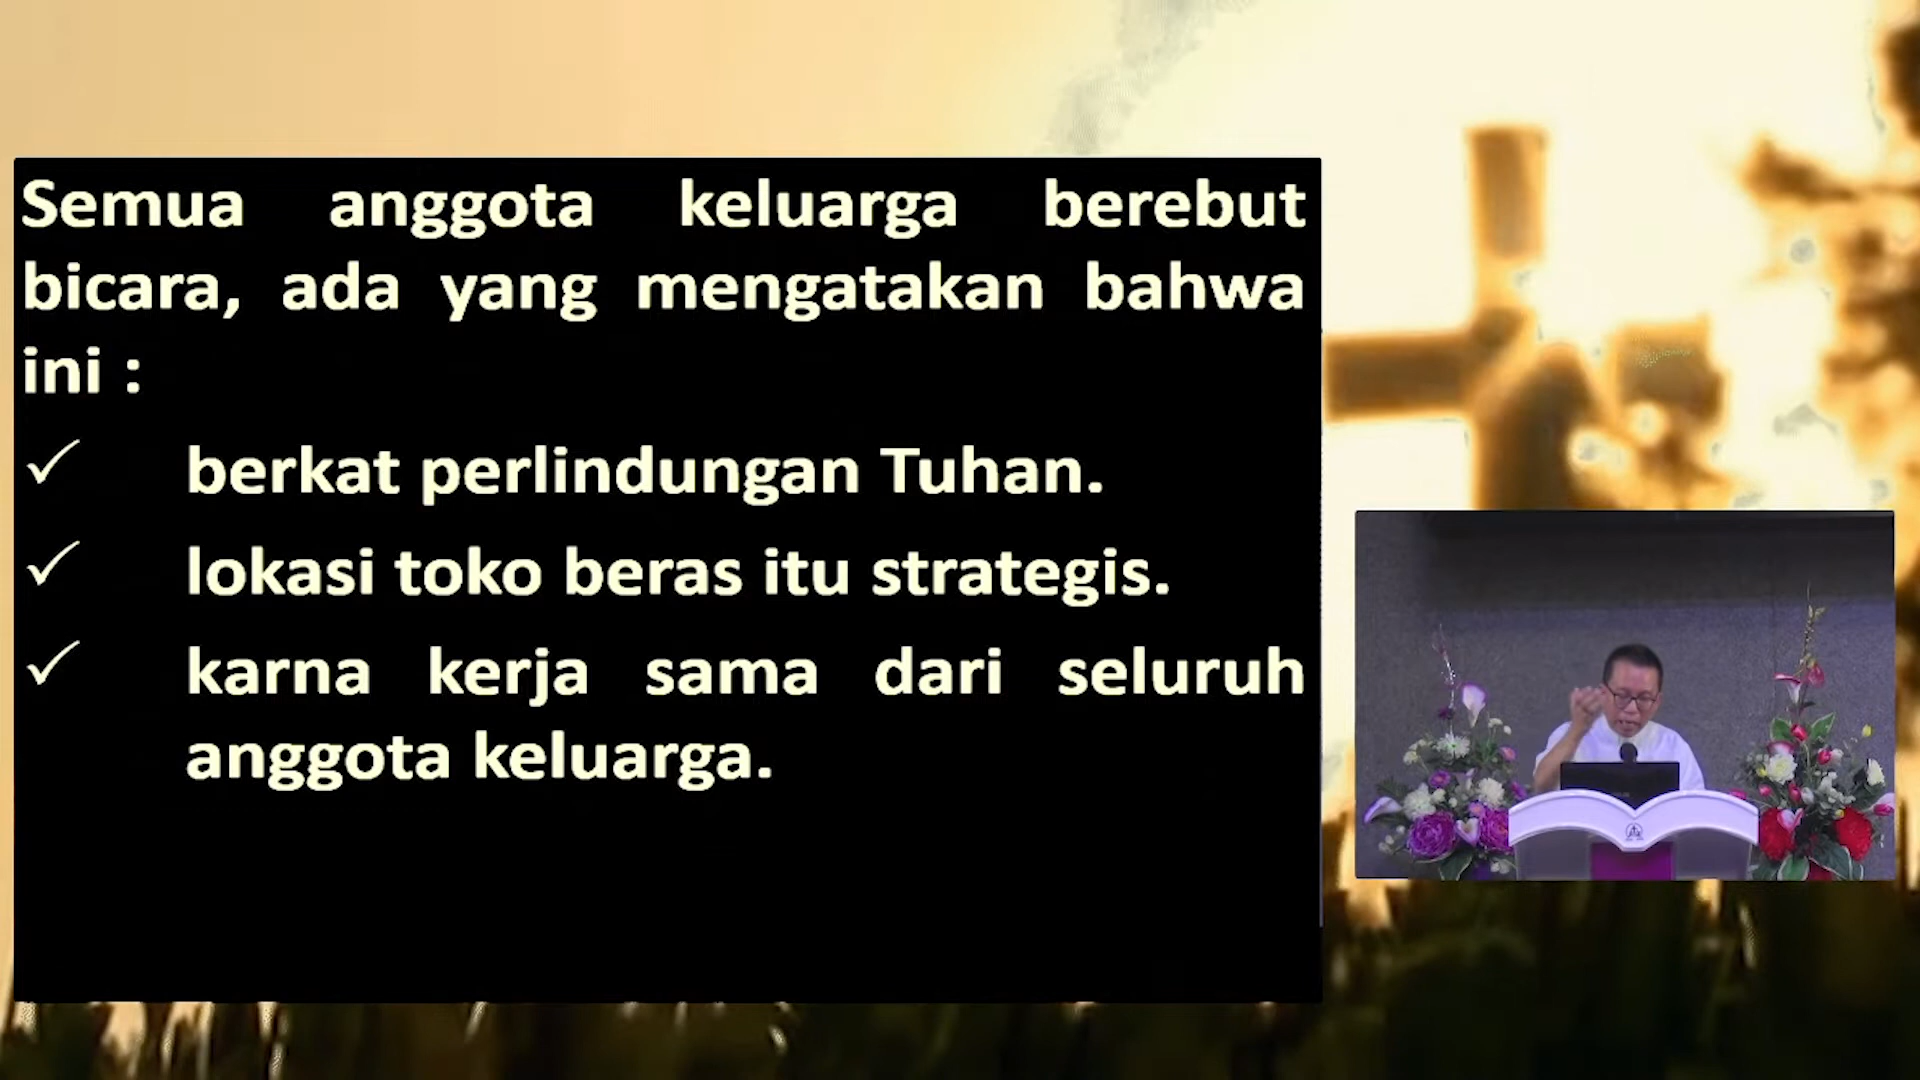 Semua anggota keluarga berebut
bicara, ada yang mengatakan bahwa
ini :
✓ berkat perlindungan Tuhan.
✓ lokasi toko beras itu strategis.
✓ karna kerja sama dari seluruh
anggota keluarga.